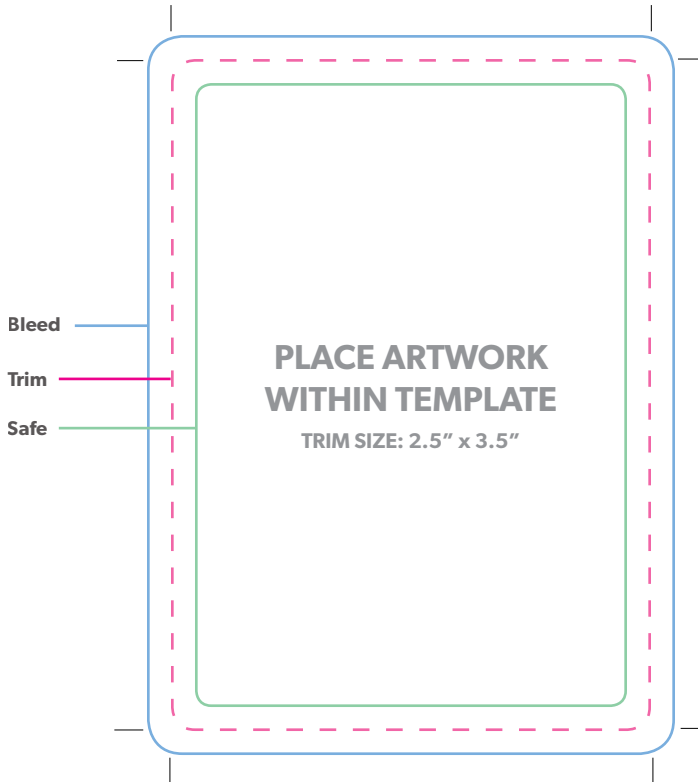 Bleed
Trim
Safe
PLACE ARTWORK
WITHIN TEMPLATE
TRIM SIZE: 2.5” x 3.5”